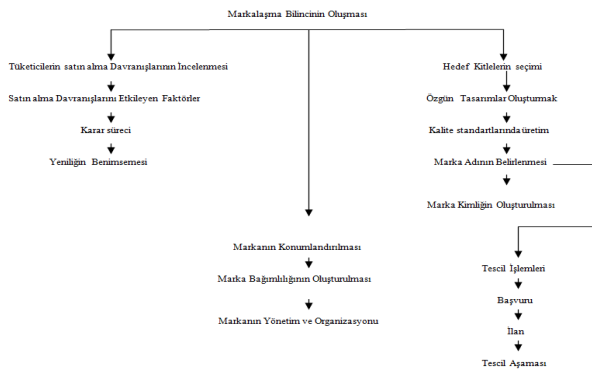 Markalaşma Bilincinin Oluşması
Tüketicilerin satın alma Davranışlarının İncelenmesi
Satın alma Davranışlarını Etkileyen Faktörler
Karar süreci
Yeniliğin Benimsemesi
Hedef Kitlelerin seçimi
Özgün Tasarımlar Oluşturmak
Kalite standartlarında üretim
Marka Adının Belirlenmesi
Marka Kimliğin Oluşturulması
Markanın Konumlandırılması
Marka Bağımlılığının Oluşturulması
Markanın Yönetim ve Organizasyonu
Tescil İşlemleri
Başvuru
İlan
Tescil Aşaması